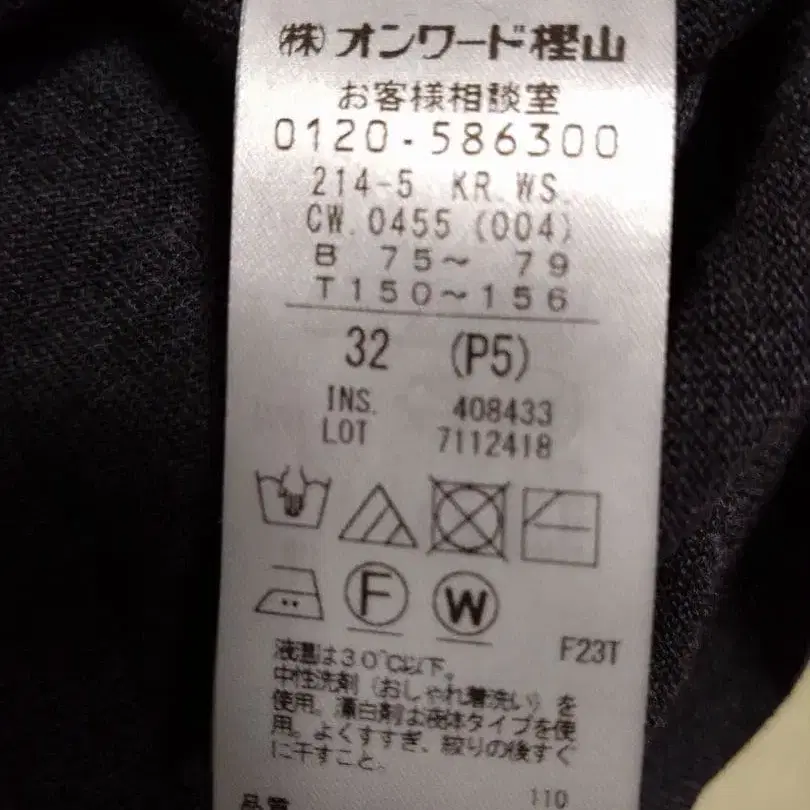 (株)オンワード樫山
お客様相談室
0120-586300
214-5 KR.WS.
CW.0455 (004)
B 75～ 79
T150～156
32 (P5)
INS. 408433
LOT 7112418
F
W
F23T
液温は30℃以下。
中性洗剤(おしゃれ着洗い)を
使用。漂白剤は液体タイプを使
用。よくすすぎ、絞りの後すぐ
に干すこと。
110
品質